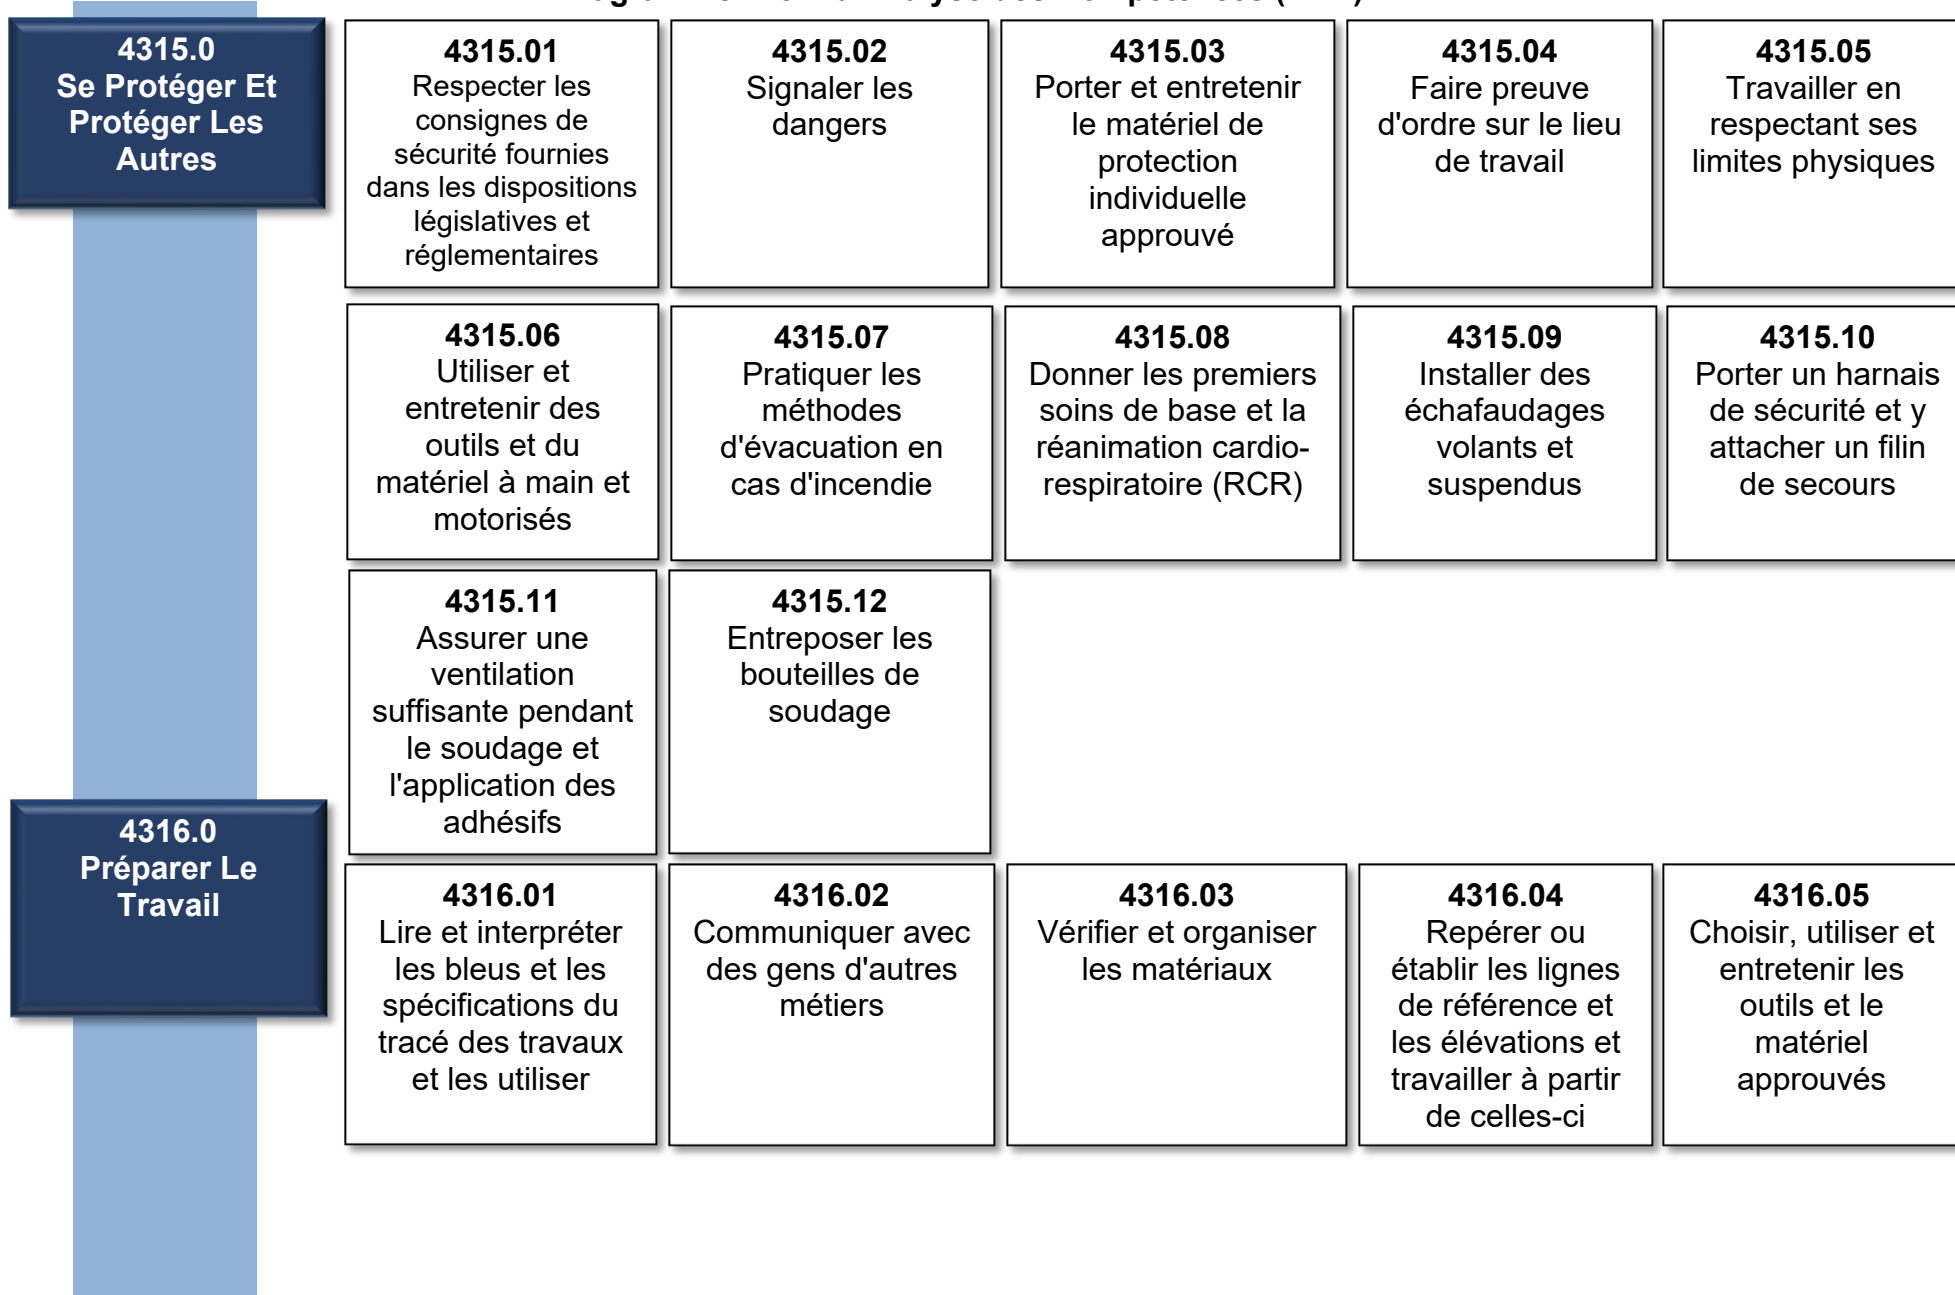 4315.0
Se Protéger Et
Protéger Les
Autres
4315.01
Respecter les
consignes de
sécurité fournies
dans les dispositions
législatives et
réglementaires
4315.02
Signaler les
dangers
4315.03
Porter et entretenir
le matériel de
protection
individuelle
approuvé
4315.04
Faire preuve
d'ordre sur le lieu
de travail
4315.05
Travailler en
respectant ses
limites physiques
4315.06
Utiliser et
entretenir des
outils et du
matériel à main et
motorisés
4315.07
Pratiquer les
méthodes
d'évacuation en
cas d'incendie
4315.08
Donner les premiers
soins de base et la
réanimation cardio-
respiratoire (RCR)
4315.09
Installer des
échafaudages
volants et
suspendus
4315.10
Porter un harnais
de sécurité et y
attacher un filin
de secours
4315.11
Assurer une
ventilation
suffisante pendant
le soudage et
l'application des
adhésifs
4315.12
Entreposer les
bouteilles de
soudage
4316.0
Préparer Le
Travail
4316.01
Lire et interpréter
les bleus et les
spécifications du
tracé des travaux
et les utiliser
4316.02
Communiquer avec
des gens d'autres
métiers
4316.03
Vérifier et organiser
les matériaux
4316.04
Repérer ou
établir les lignes
de référence et
les élévations et
travailler à partir
de celles-ci
4316.05
Choisir, utiliser et
entretenir les
outils et le
matériel
approuvés